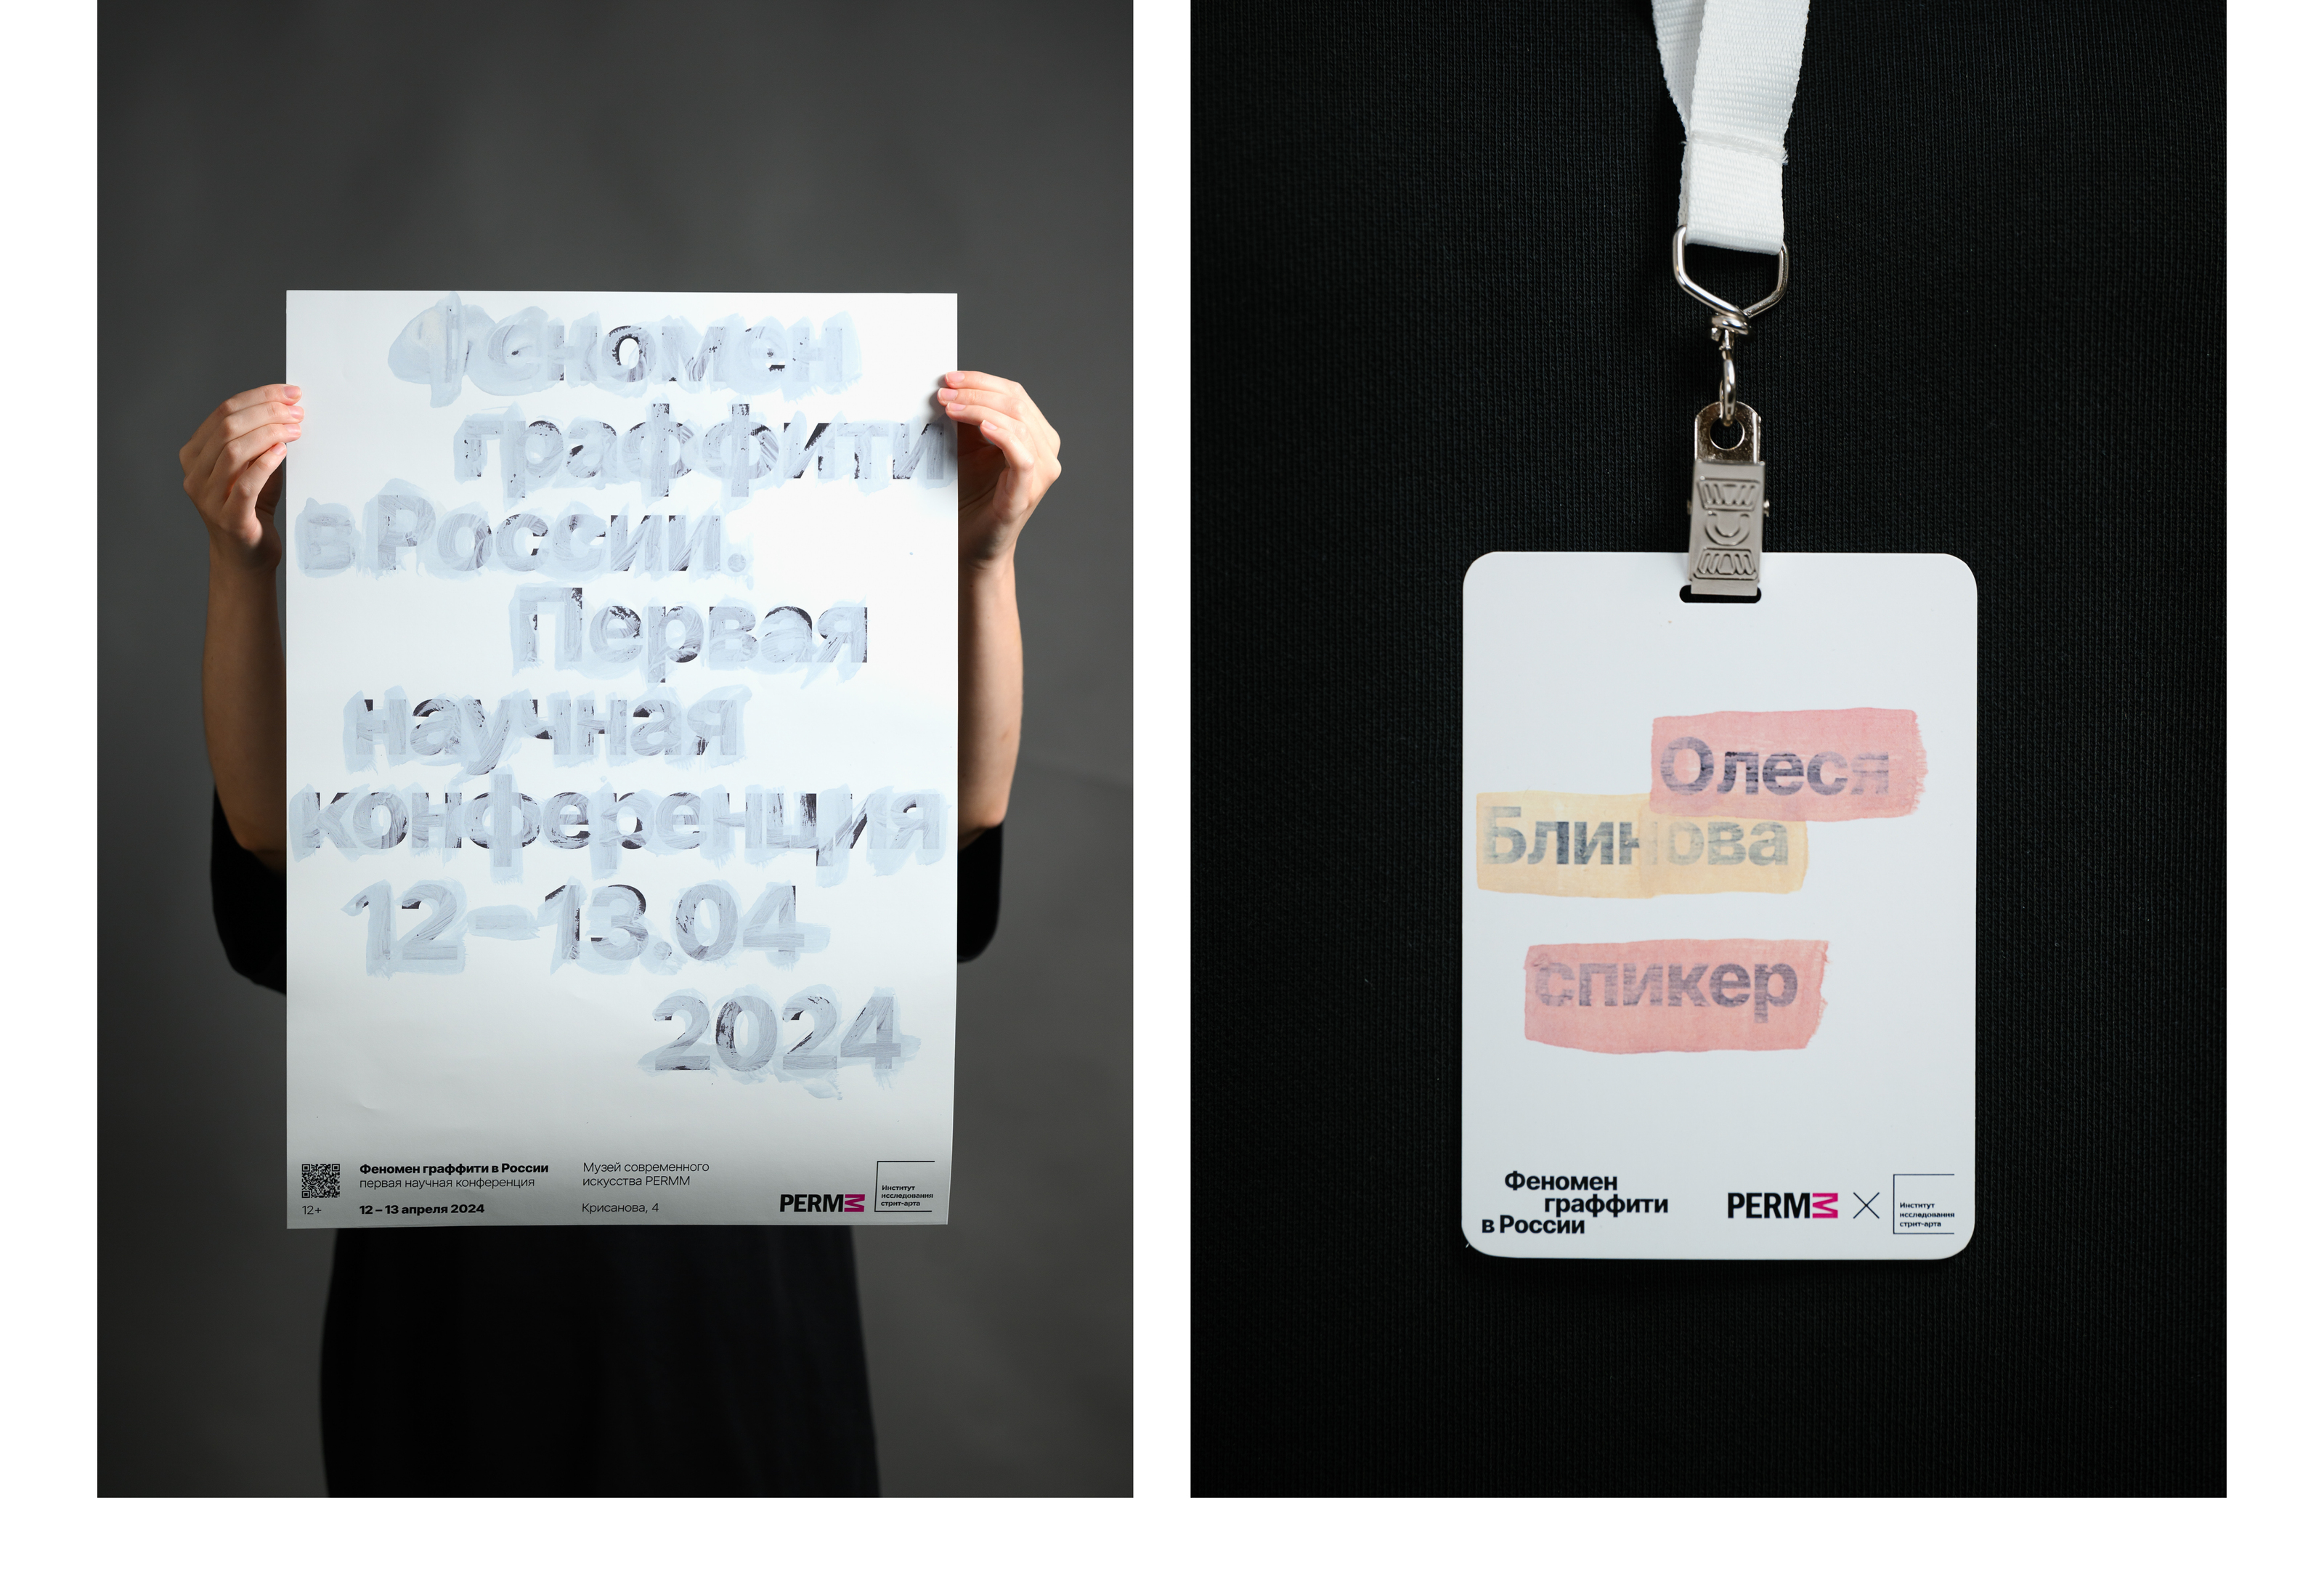 Феномен
граффити
в России.
Первая
научная
конференция
12–13.04
2024
Феномен граффити в России
первая научная конференция
12 – 13 апреля 2024
12+
Музей современного
искусства PERMM
Крисанова, 4
PERMM
Институт
исследования
стрит-арта
Олеся
Блинова
спикер
Феномен
граффити
в России
PERMM
Институт
исследования
стрит-арта